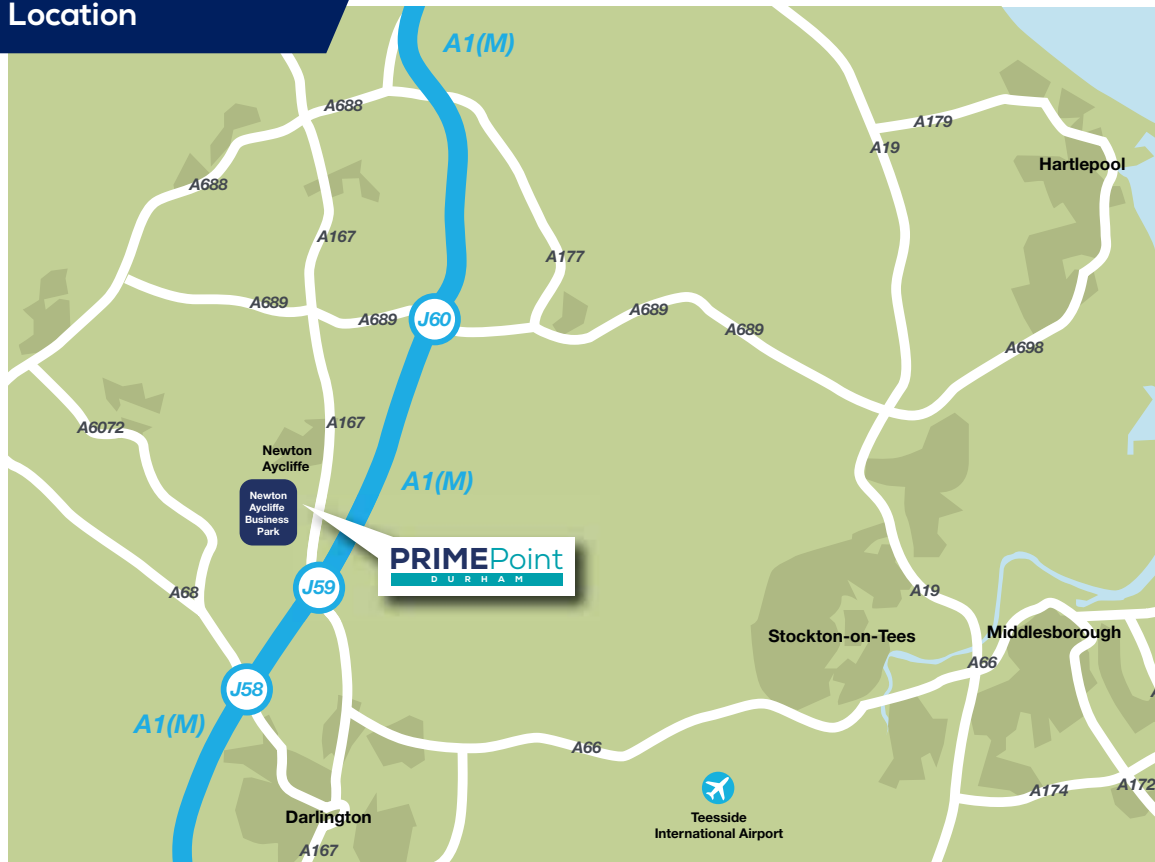 Location
A1(M)
A688
A179
A19
Hartlepool
A688
A167
A177
A689
A689
J60
A689
A689
A698
A6072
A167
Newton
Aycliffe
A1(M)
Newton
Aycliffe
Business
Park
PRIMEPoint
DURHAM
J59
A68
A19
Stockton-on-Tees
Middlesborough
A66
J58
A1(M)
A66
Darlington
Teesside
International Airport
A174
A172
A167